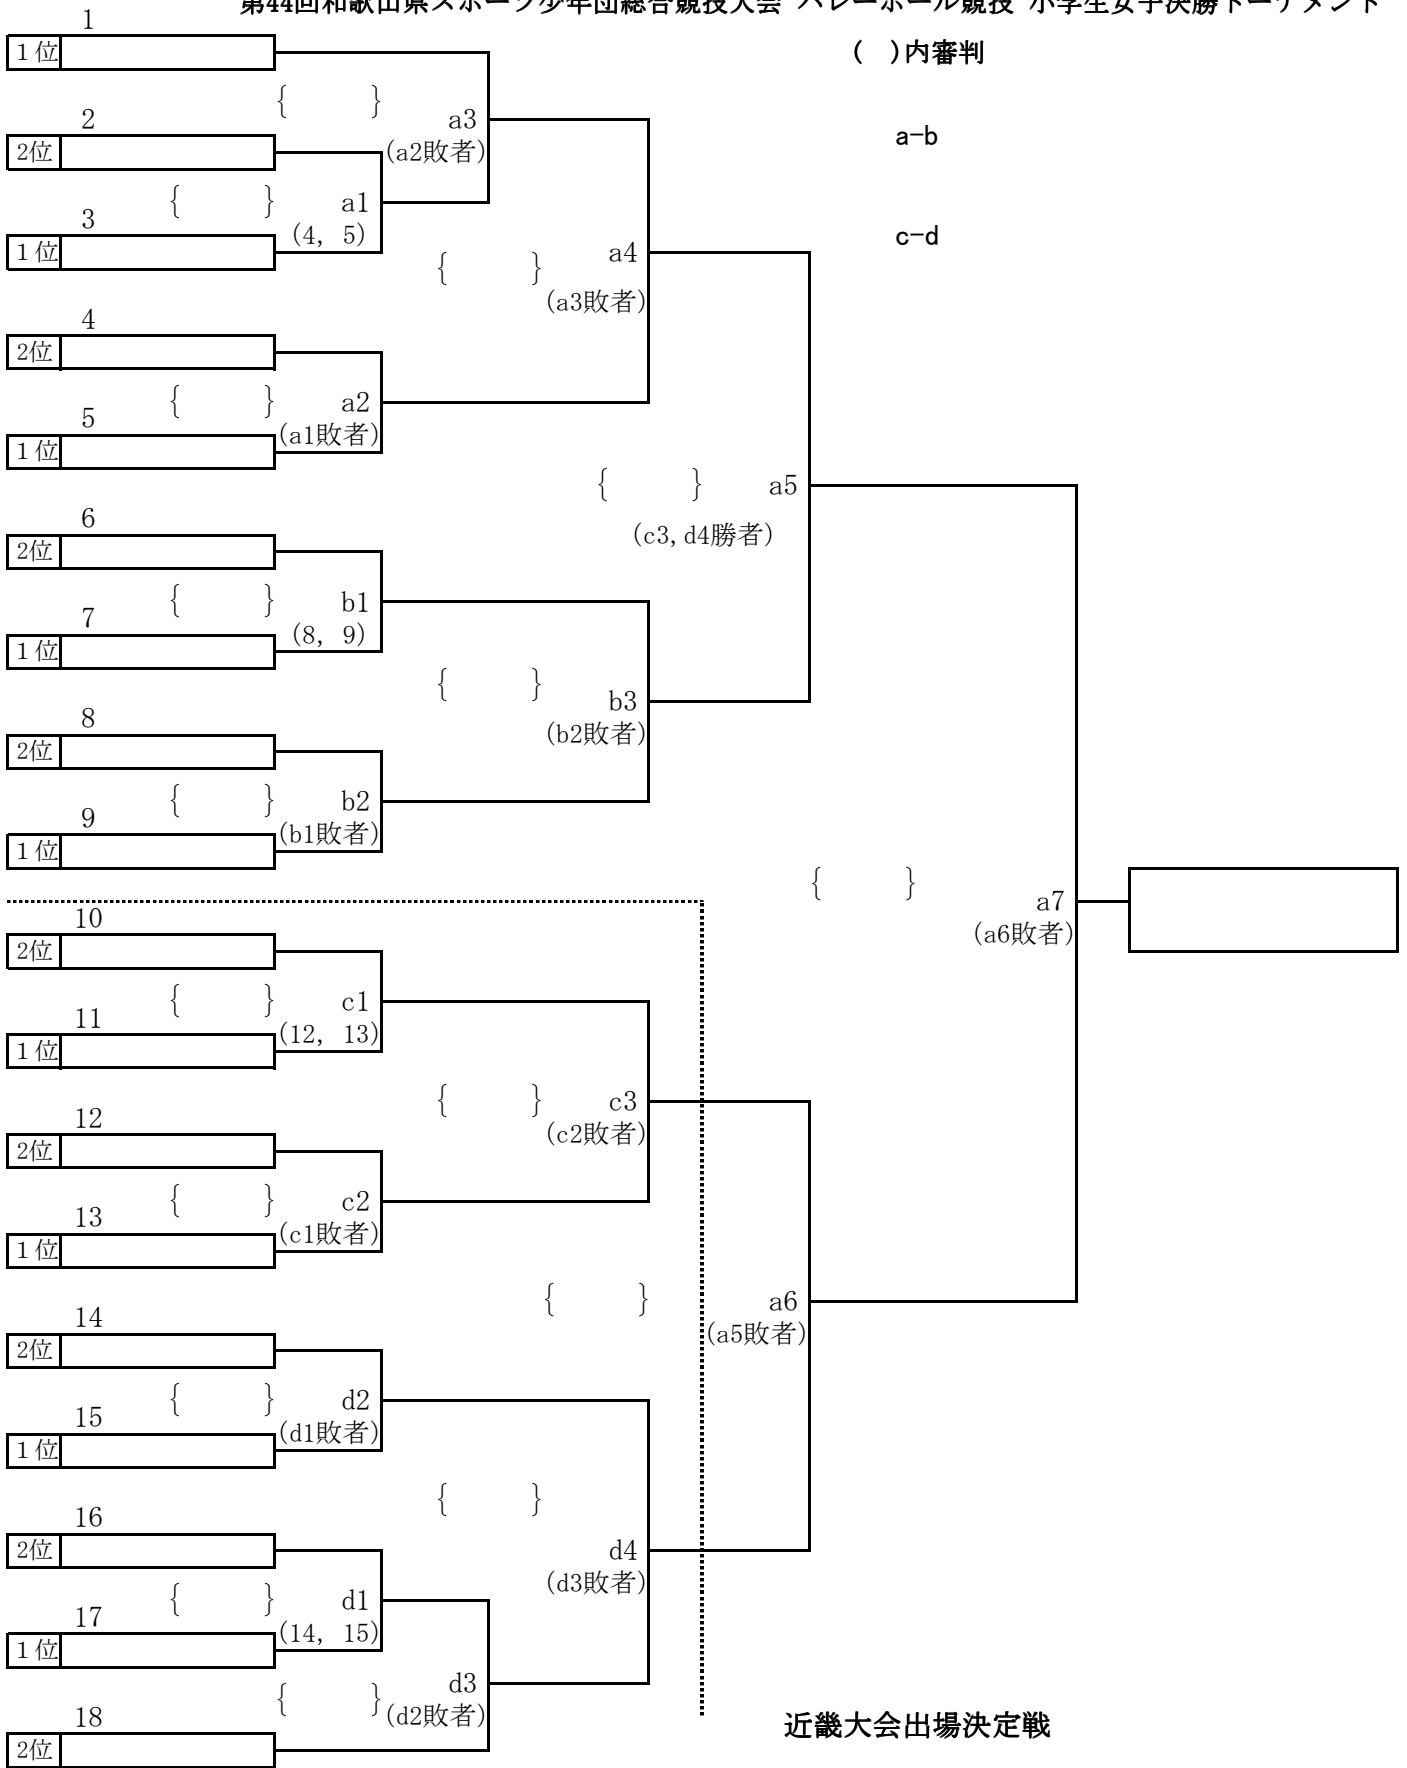 第44回和歌山県スポーツ少年団総合競技大会 バレーボール競技 小学生女子決勝トーナメント
1
１位
( )内審判
{ }
2
a3
a-b
2位
(a2敗者)
{ }
a1
3
(4, 5)
c-d
１位
{ }
a4
(a3敗者)
4
2位
{ }
a2
5
(a1敗者)
１位
{ }
a5
6
(c3,d4勝者)
2位
{ }
b1
7
(8, 9)
１位
{ }
b3
8
(b2敗者)
2位
{ }
b2
9
(b1敗者)
１位
{ }
a7
10
(a6敗者)
2位
{ }
c1
11
(12, 13)
１位
{ }
c3
12
(c2敗者)
2位
{ }
c2
13
(c1敗者)
１位
{ }
a6
14
(a5敗者)
2位
{ }
d2
15
(d1敗者)
１位
{ }
16
2位
d4
(d3敗者)
{ }
d1
17
(14, 15)
１位
{ }
d3
18
(d2敗者)
近畿大会出場決定戦
2位